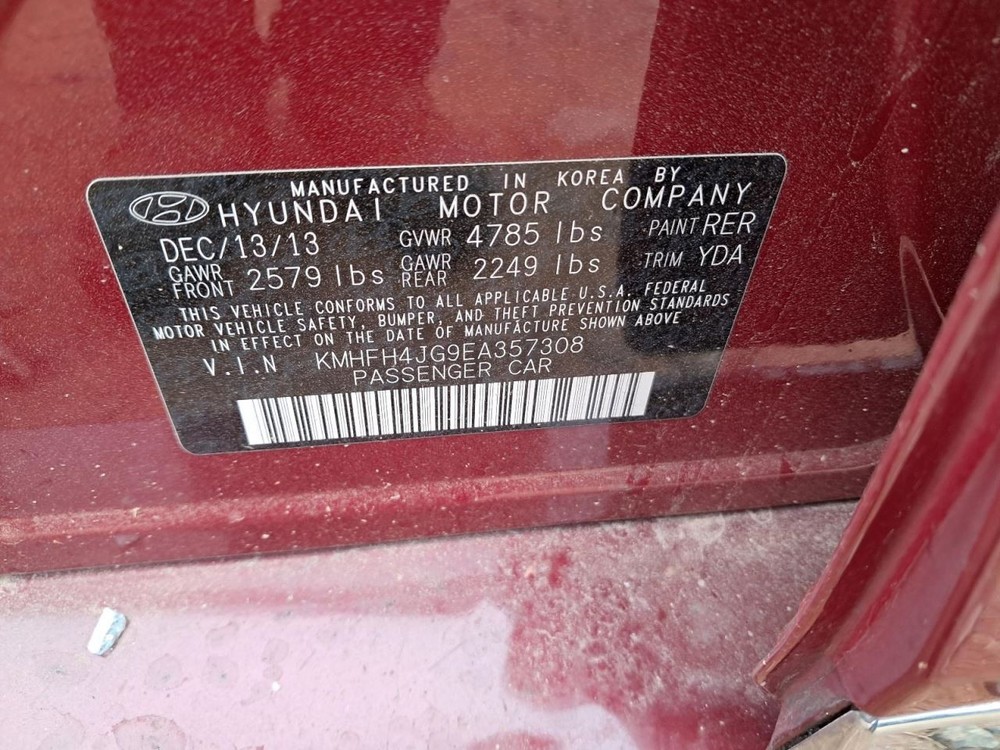 MANUFACTURED IN KOREA BY
HYUNDAI MOTOR COMPANY
DEC/13/13 GVWR 4785 lbs PAINT RER
GAWR FRONT 2579 lbs GAWR REAR 2249 lbs TRIM YDA
THIS VEHICLE CONFORMS TO ALL APPLICABLE U.S.A. FEDERAL
MOTOR VEHICLE SAFETY, BUMPER, AND THEFT PREVENTION STANDARDS
IN EFFECT ON THE DATE OF MANUFACTURE SHOWN ABOVE
V.I.N KMHFH4JG9EA357308
PASSENGER CAR